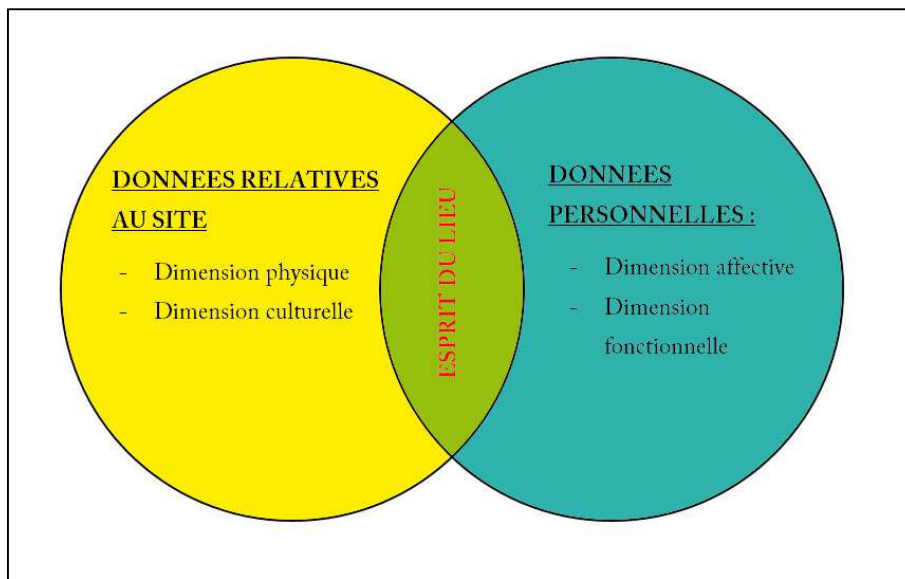 DONNEES RELATIVES
AU SITE
- Dimension physique
- Dimension culturelle
ESPRIT DU LIEU
DONNEES
PERSONNELLES :
- Dimension affective
- Dimension
fonctionnelle